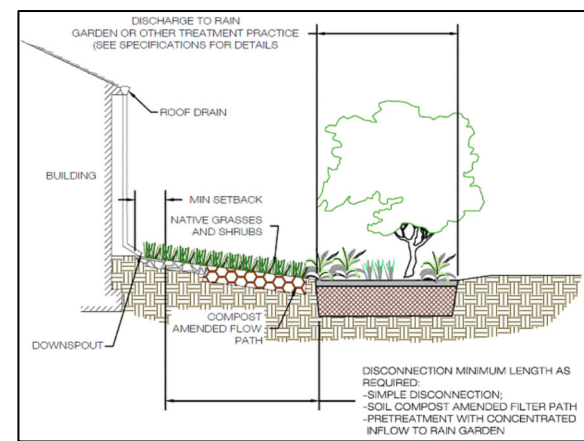 DISCHARGE TO RAIN
GARDEN OR OTHER TREATMENT PRACTICE
(SEE SPECIFICATIONS FOR DETAILS
ROOF DRAIN
BUILDING
MIN SETBACK
NATIVE GRASSES
AND SHRUBS
COMPOST
AMENDED FLOW
PATH
DOWNSPOUT
DISCONNECTION MINIMUM LENGTH AS
REQUIRED:
-SIMPLE DISCONNECTION;
-SOIL COMPOST AMENDED FILTER PATH
-PRETREATMENT WITH CONCENTRATED
INFLOW TO RAIN GARDEN